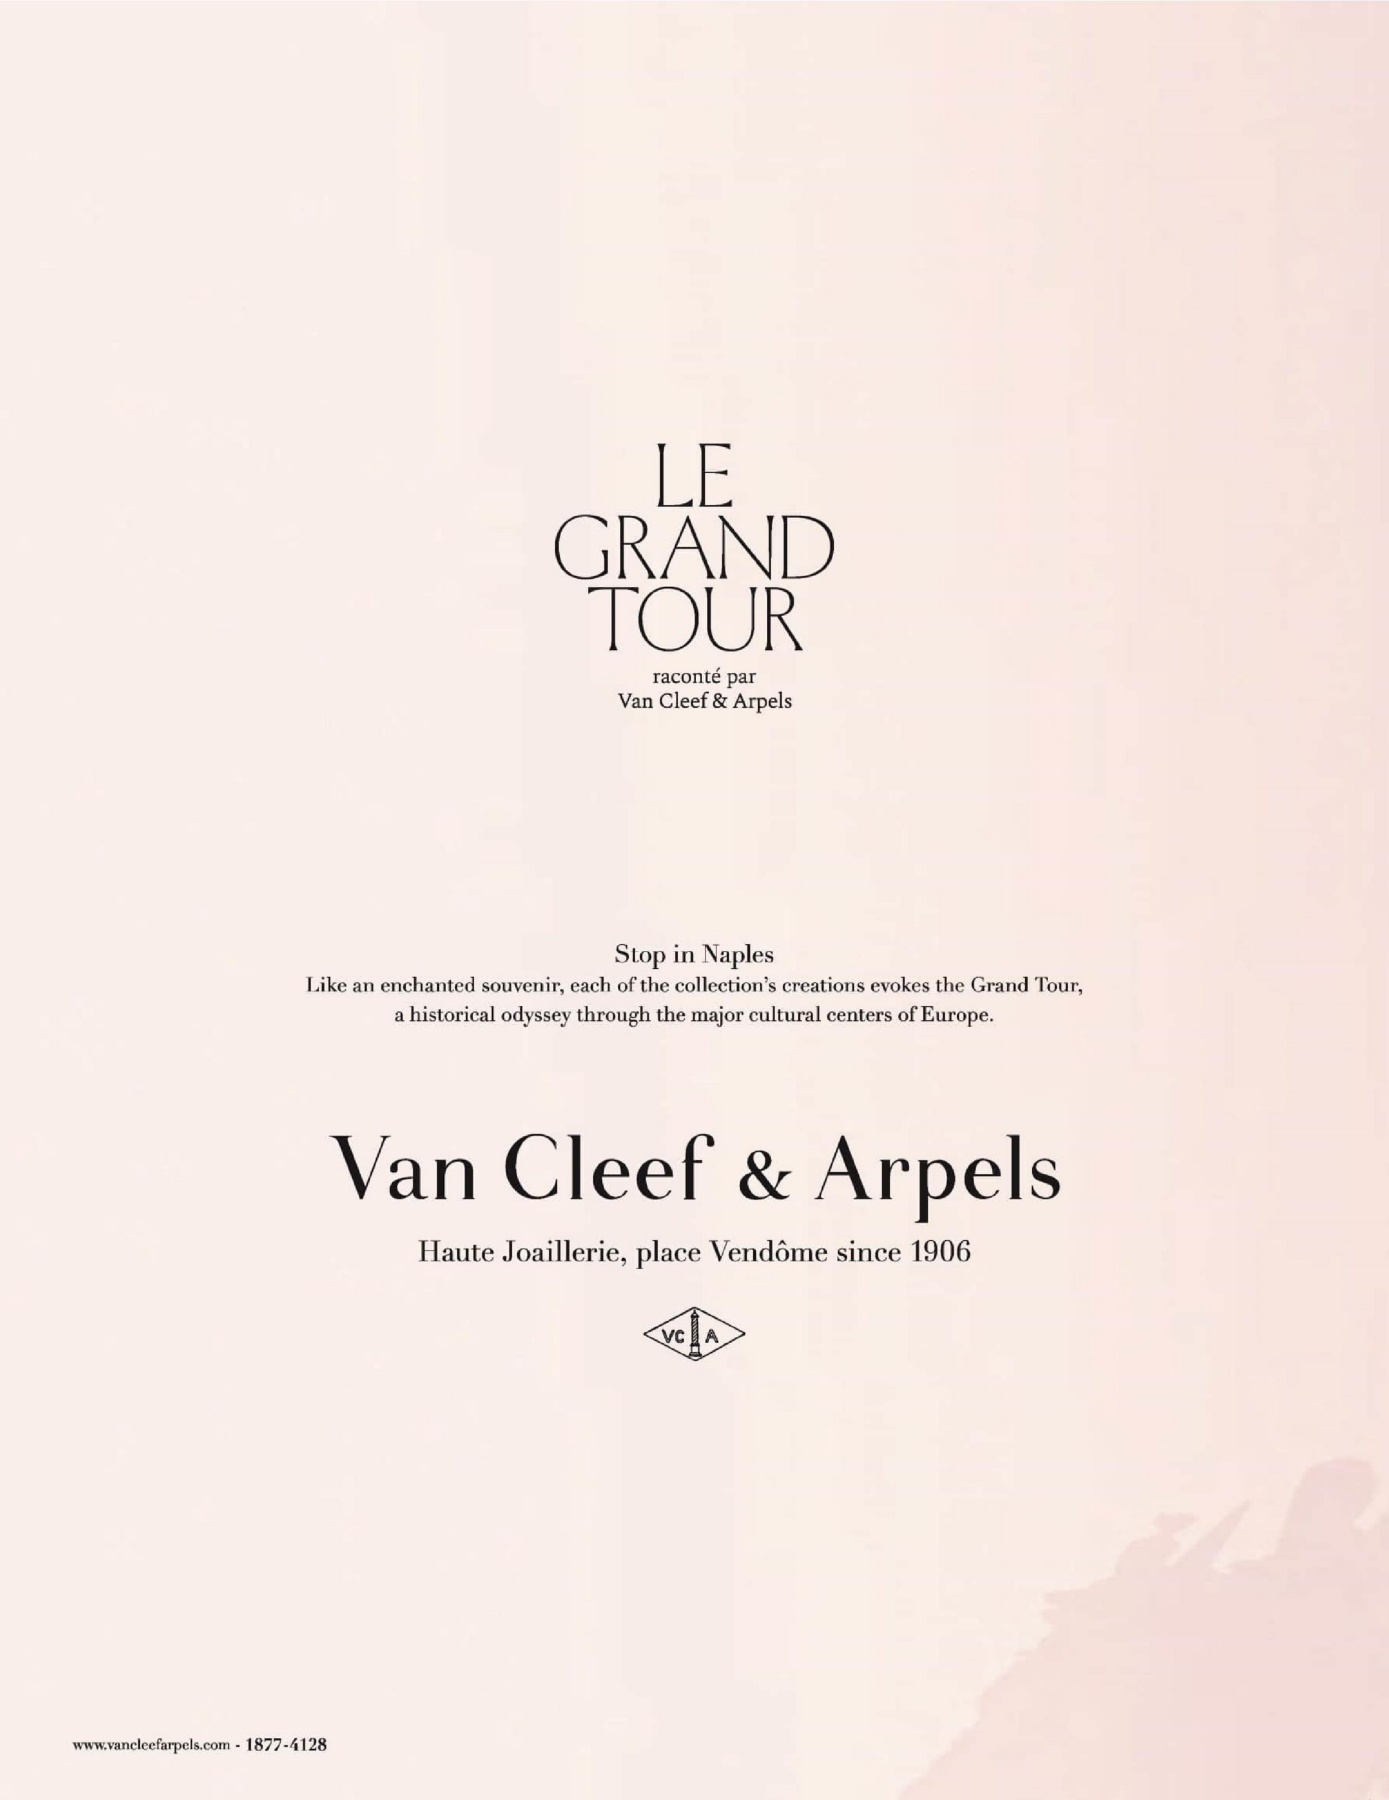 LE
GRAND
TOUR
raconté par
Van Cleef & Arpels
Stop in Naples
Like an enchanted souvenir, each of the collection’s creations evokes the Grand Tour,
a historical odyssey through the major cultural centers of Europe.
Van Cleef & Arpels
Haute Joaillerie, place Vendôme since 1906
VC A
www.vancleefarpels.com - 1877-4128